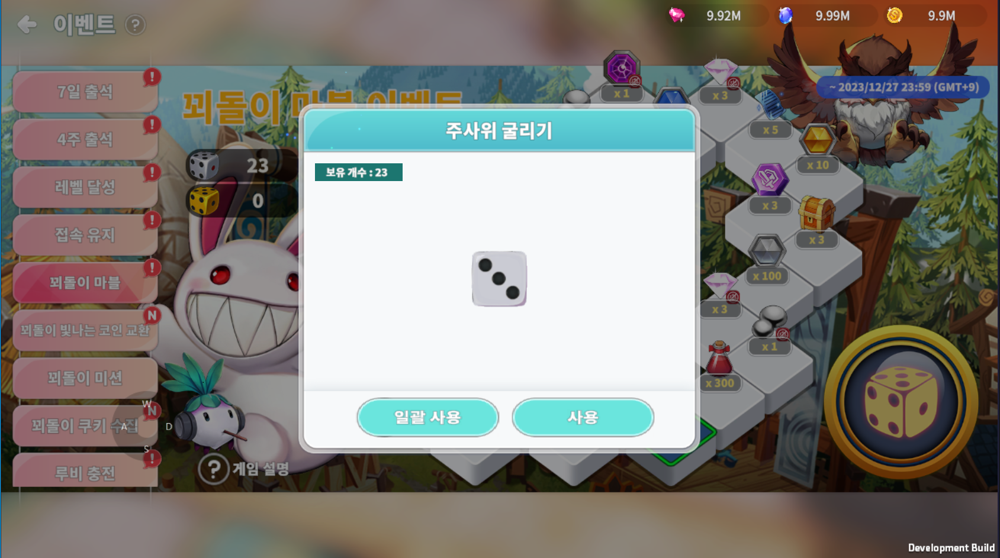 이벤트 ?
9.92M
9.99M
9.9M
~ 2023/12/27 23:59 (GMT+9)
7일 출석
4주 출석
레벨 달성
접속 유지
꾀돌이 마블
꾀돌이 빛나는 코인 교환
N
꾀돌이 미션
꾀돌이 쿠키 수집
N
루비 충전
W
A
D
S
꾀돌이 마블 이벤트
23
0
? 게임 설명
주사위 굴리기
보유 개수 : 23
일괄 사용
사용
x 1
x 3
x 5
x 10
x 3
x 3
x 100
x 3
x 1
x 300
Development Build